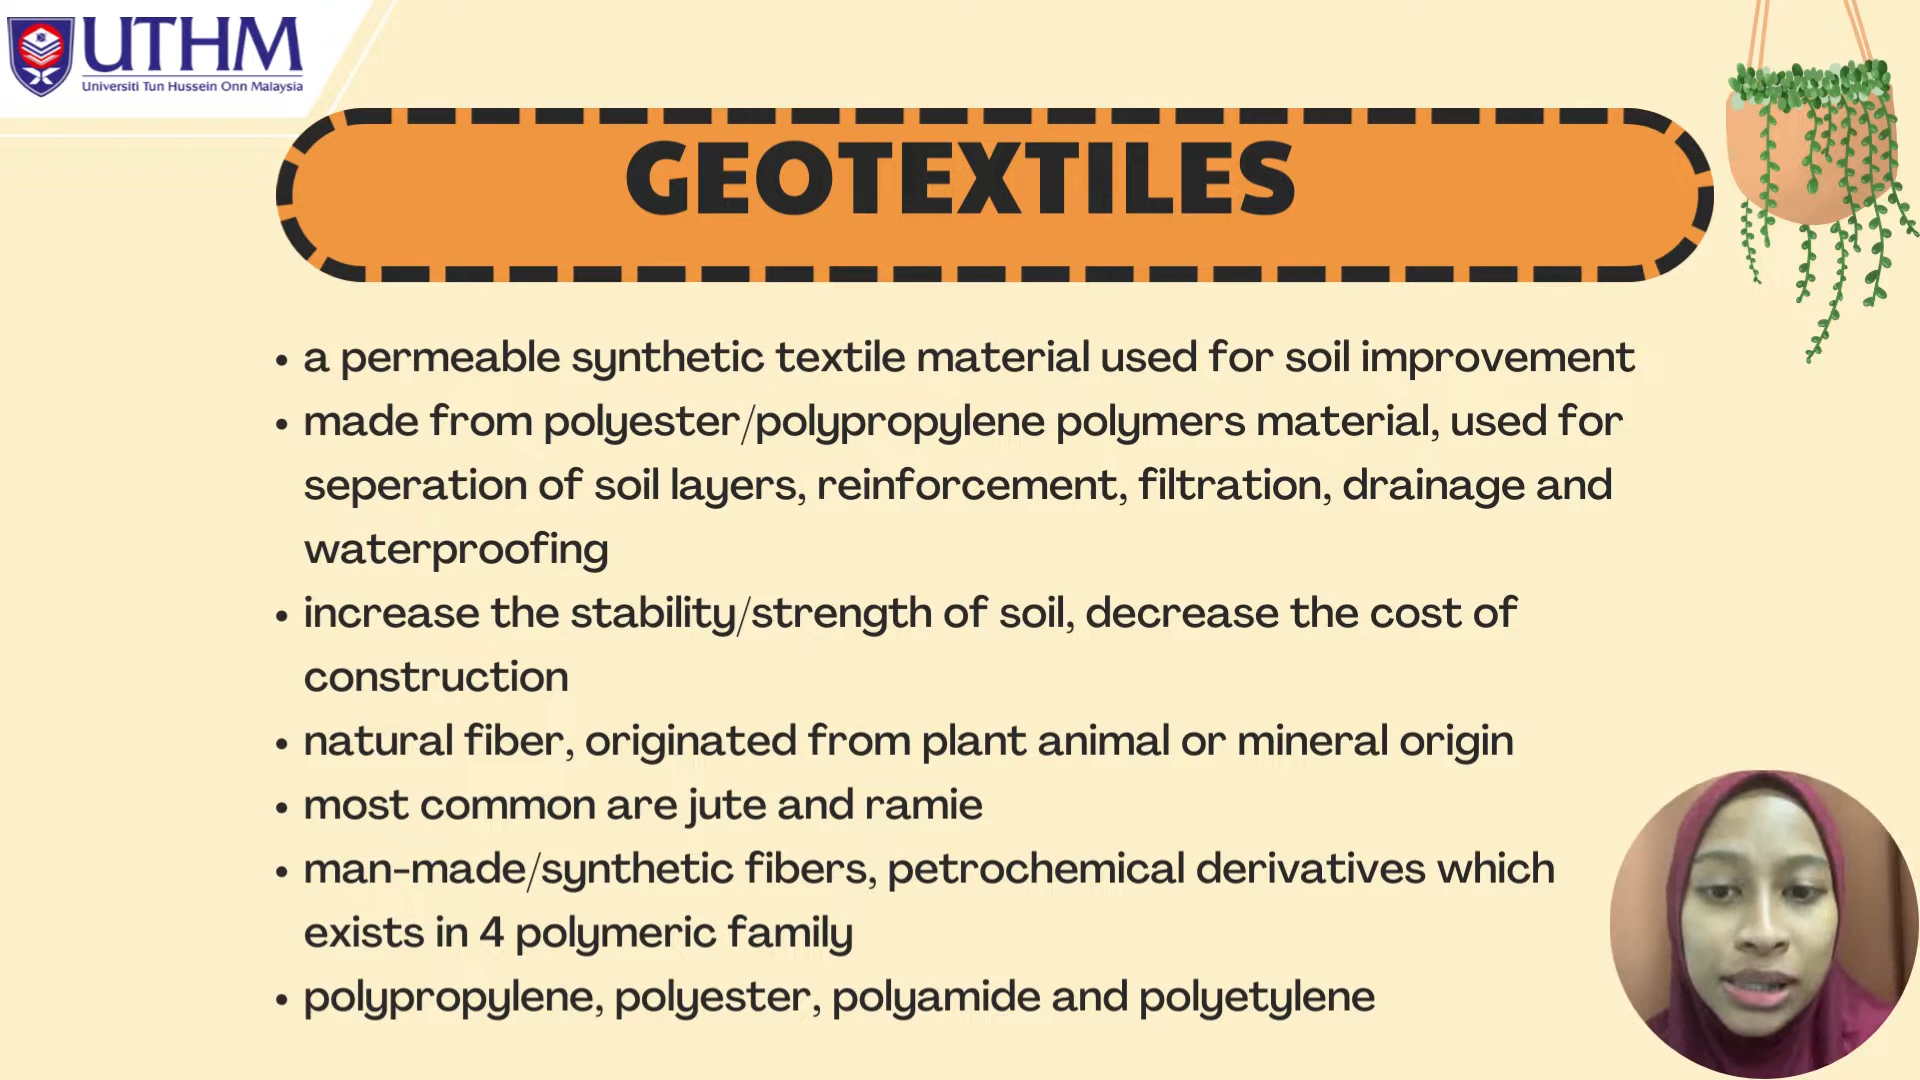 UTHM
Universiti Tun Hussein Onn Malaysia
GEOTEXTILES
• a permeable synthetic textile material used for soil improvement
• made from polyester/polypropylene polymers material, used for
seperation of soil layers, reinforcement, filtration, drainage and
waterproofing
• increase the stability/strength of soil, decrease the cost of
construction
• natural fiber, originated from plant animal or mineral origin
• most common are jute and ramie
• man-made/synthetic fibers, petrochemical derivatives which
exists in 4 polymeric family
• polypropylene, polyester, polyamide and polyetylene